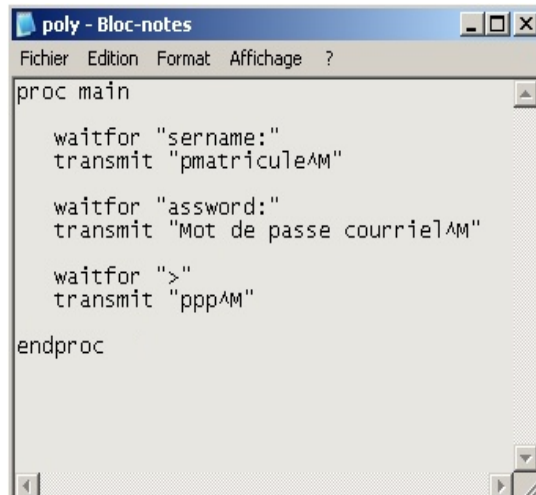 poly - Bloc-notes
Fichier Edition Format Affichage ?
proc main
waitfor "sername:"
transmit "pmatricule^M"
waitfor "assword:"
transmit "Mot de passe courriel^M"
waitfor ">"
transmit "ppp^M"
endproc